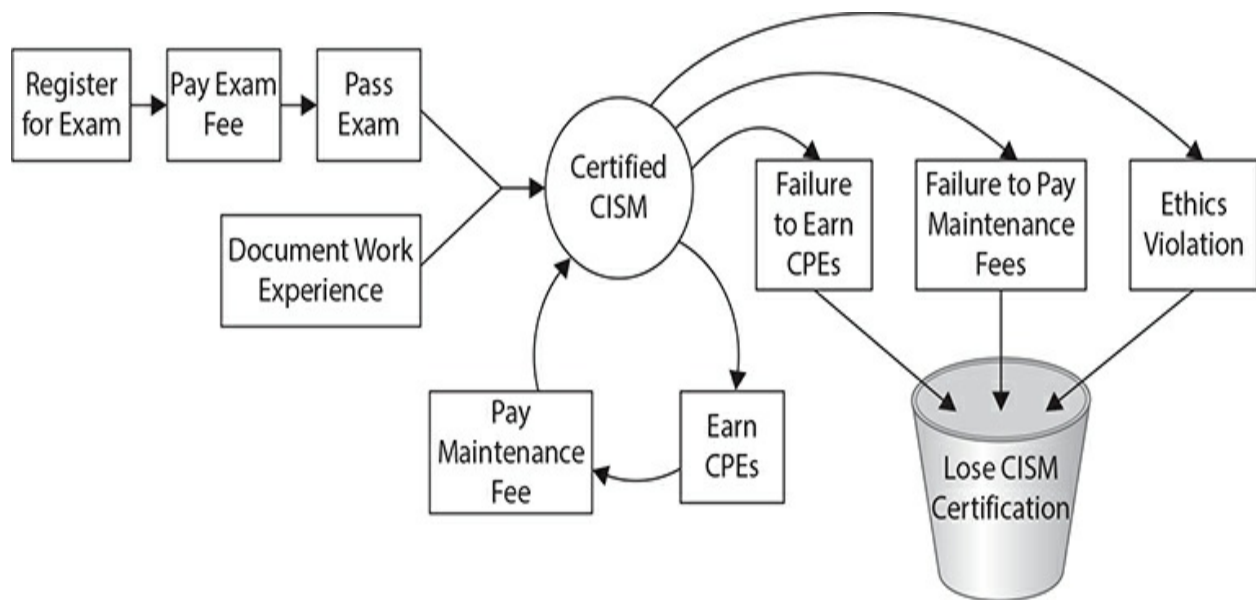 Register
for Exam
Pay Exam
Fee
Pass
Exam
Document Work
Experience
Certified
CISM
Failure
to Earn
CPEs
Failure to Pay
Maintenance
Fees
Ethics
Violation
Pay
Maintenance
Fee
Earn
CPEs
Lose CISM
Certification